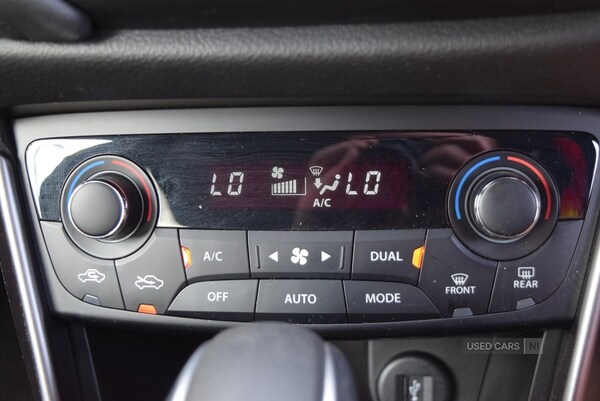 LO LO
A/C
A/C DUAL
FRONT REAR
OFF AUTO MODE
USED CARS NI